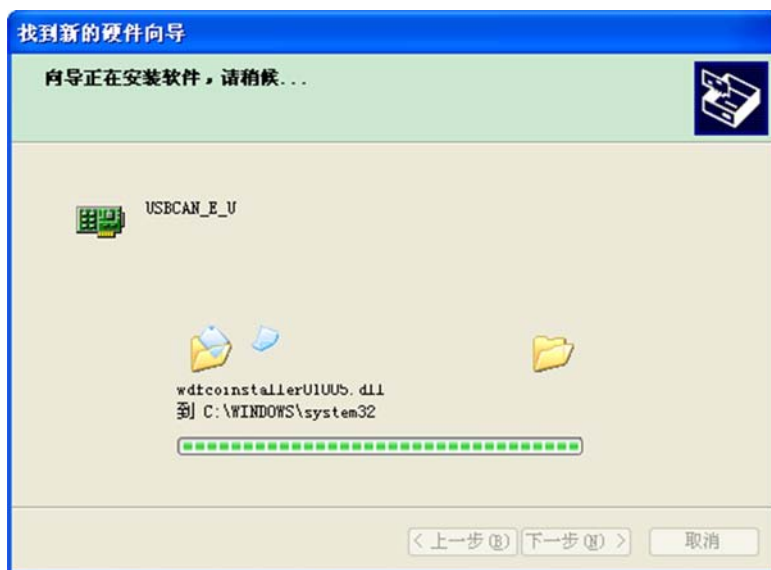 找到新的硬件向导
向导正在安装软件，请稍候...
USBCAN_E_U
wdfcoinstaller01005.dll
到 C:\WINDOWS\system32
< 上一步(B) 下一步(N) > 取消